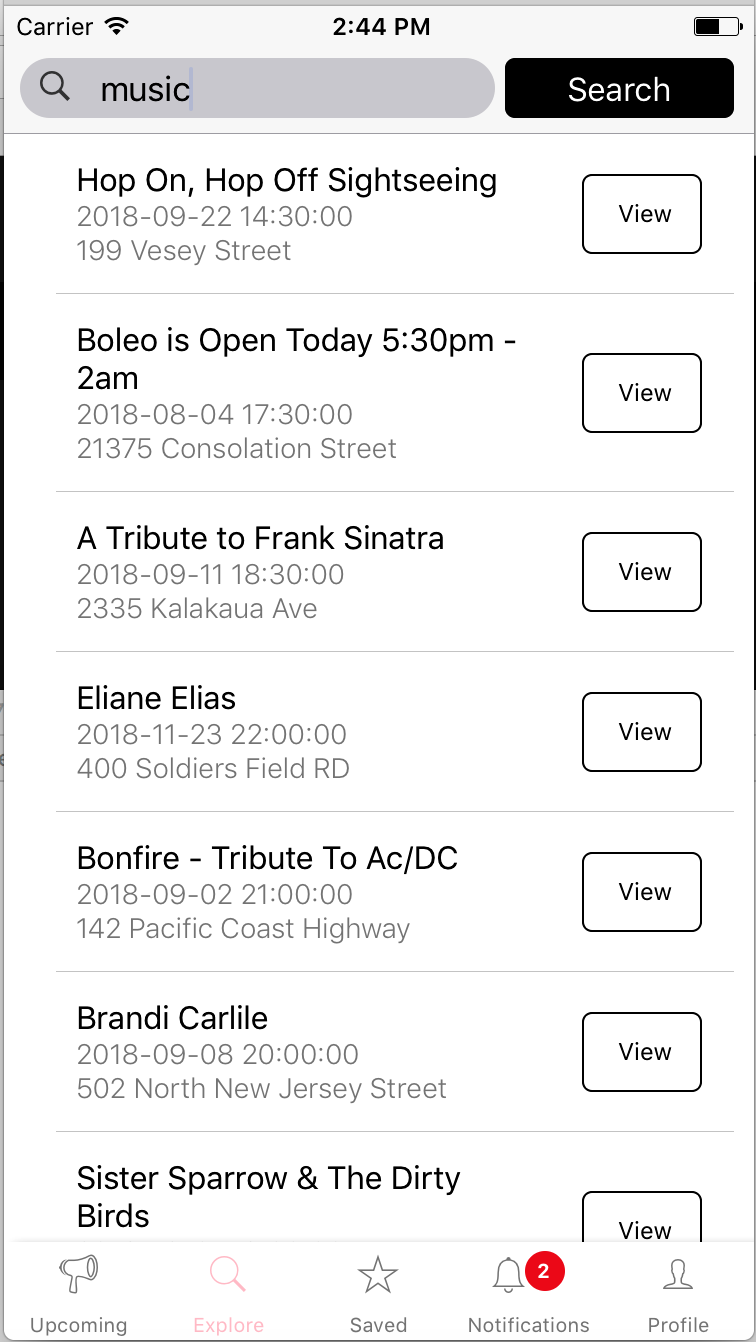 Carrier 2:44 PM
music Search
Hop On, Hop Off Sightseeing
2018-09-22 14:30:00
199 Vesey Street
View
Boleo is Open Today 5:30pm -
2am
2018-08-04 17:30:00
21375 Consolation Street
View
A Tribute to Frank Sinatra
2018-09-11 18:30:00
2335 Kalakaua Ave
View
Eliane Elias
2018-11-23 22:00:00
400 Soldiers Field RD
View
Bonfire - Tribute To Ac/DC
2018-09-02 21:00:00
142 Pacific Coast Highway
View
Brandi Carlile
2018-09-08 20:00:00
502 North New Jersey Street
View
Sister Sparrow & The Dirty
Birds
View
2
Upcoming Explore Saved Notifications Profile